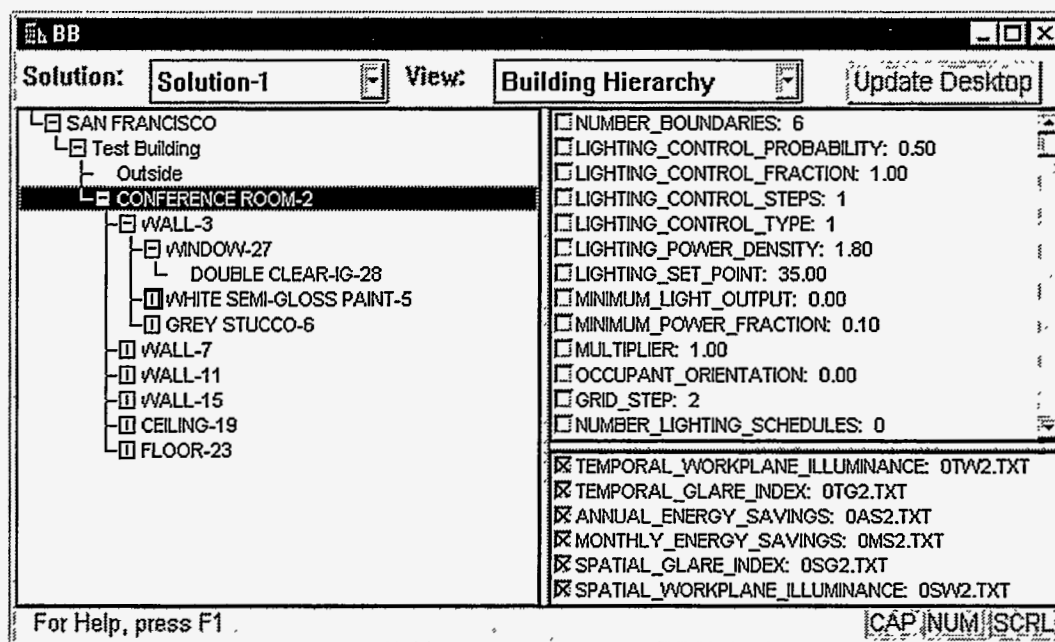 BB
Solution: Solution-1 View: Building Hierarchy Update Desktop
SAN FRANCISCO
Test Building
Outside
CONFERENCE ROOM-2
WALL-3
WINDOW-27
DOUBLE CLEAR-IG-28
WHITE SEMI-GLOSS PAINT-5
GREY STUCCO-6
WALL-7
WALL-11
WALL-15
CEILING-19
FLOOR-23
NUMBER_BOUNDARIES: 6
LIGHTING_CONTROL_PROBABILITY: 0.50
LIGHTING_CONTROL_FRACTION: 1.00
LIGHTING_CONTROL_STEPS: 1
LIGHTING_CONTROL_TYPE: 1
LIGHTING_POWER_DENSITY: 1.80
LIGHTING_SET_POINT: 35.00
MINIMUM_LIGHT_OUTPUT: 0.00
MINIMUM_POWER_FRACTION: 0.10
MULTIPLIER: 1.00
OCCUPANT_ORIENTATION: 0.00
GRID_STEP: 2
NUMBER_LIGHTING_SCHEDULES: 0
TEMPORAL_WORKPLANE_ILLUMINANCE: 0TW2.TXT
TEMPORAL_GLARE_INDEX: 0TG2.TXT
ANNUAL_ENERGY_SAVINGS: 0AS2.TXT
MONTHLY_ENERGY_SAVINGS: 0MS2.TXT
SPATIAL_GLARE_INDEX: 0SG2.TXT
SPATIAL_WORKPLANE_ILLUMINANCE: 0SW2.TXT
For Help, press F1 CAP NUM SCRL